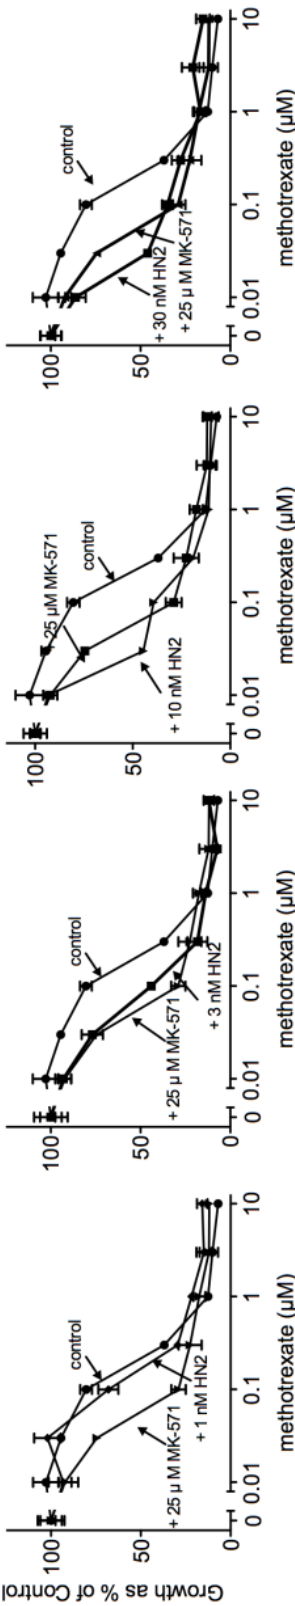 Growth as % of Control
100
50
0
control
+ 25 µ M MK-571
+ 1 nM HN2
0 0.01 0.1 1 10
methotrexate (µM)
100
50
0
control
+ 25 µ M MK-571
+ 3 nM HN2
0 0.01 0.1 1 10
methotrexate (µM)
100
50
0
25 µM MK-571
control
+ 10 nM HN2
0 0.01 0.1 1 10
methotrexate (µM)
100
50
0
control
+ 30 nM HN2
+ 25 µ M MK-571
0 0.01 0.1 1 10
methotrexate (µM)